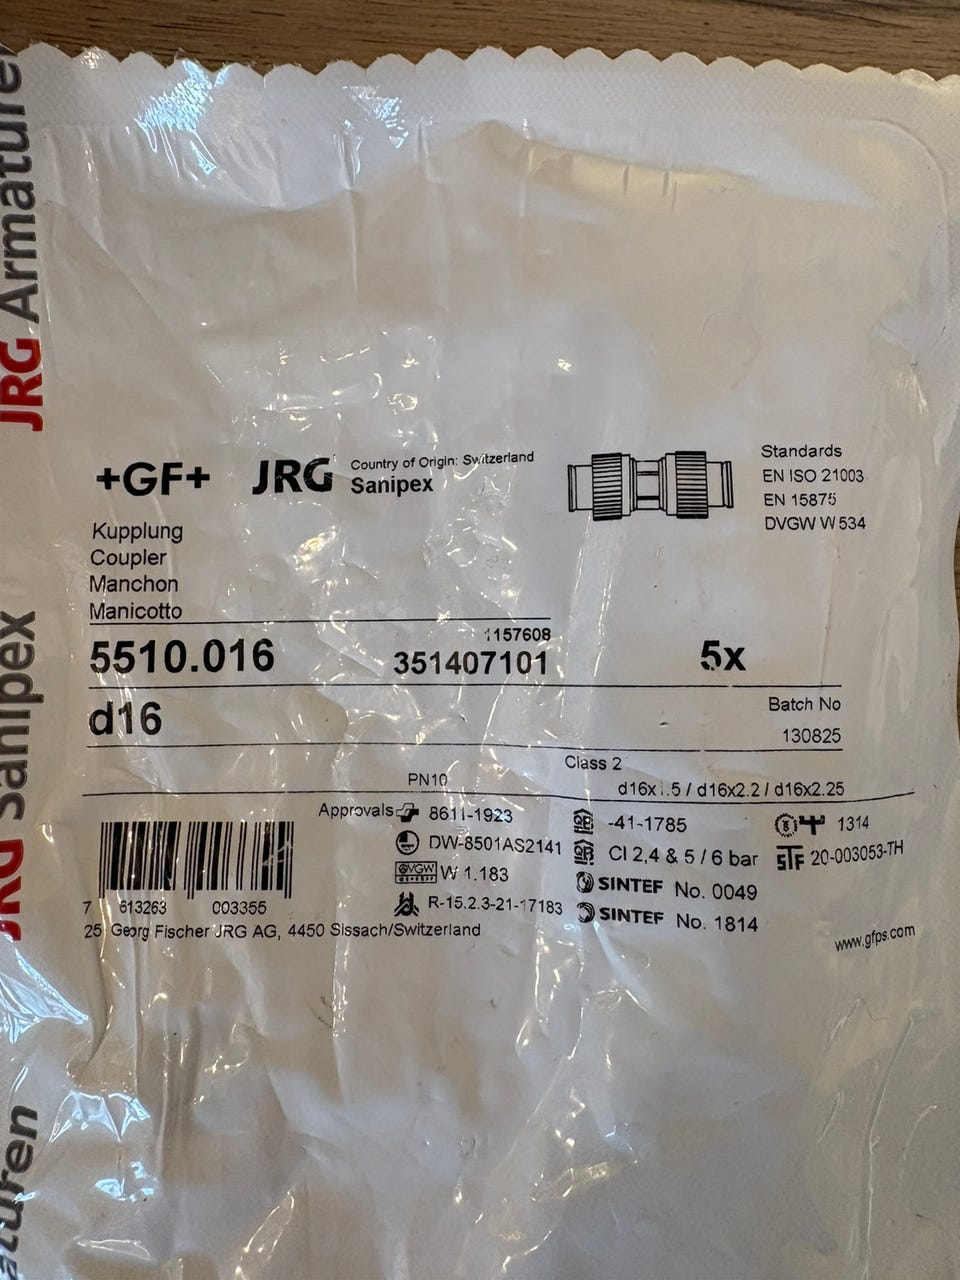 JRG Armature
JRG Sanipex
aturen
+GF+ JRG Country of Origin: Switzerland
Sanipex
Standards
EN ISO 21003
EN 15875
DVGW W 534
Kupplung
Coupler
Manchon
Manicotto
1157608
5510.016 351407101 5x
d16
Batch No
130825
Class 2
PN10 d16x1.5 / d16x2.2 / d16x2.25
Approvals 8611-1923 -41-1785 1314
DW-8501AS2141 Cl 2,4 & 5 / 6 bar STF 20-003053-TH
DVGW W 1.183 SINTEF No. 0049
R-15.2.3-21-17183 SINTEF No. 1814
7 613263 003355
25 Georg Fischer JRG AG, 4450 Sissach/Switzerland
www.gfps.com